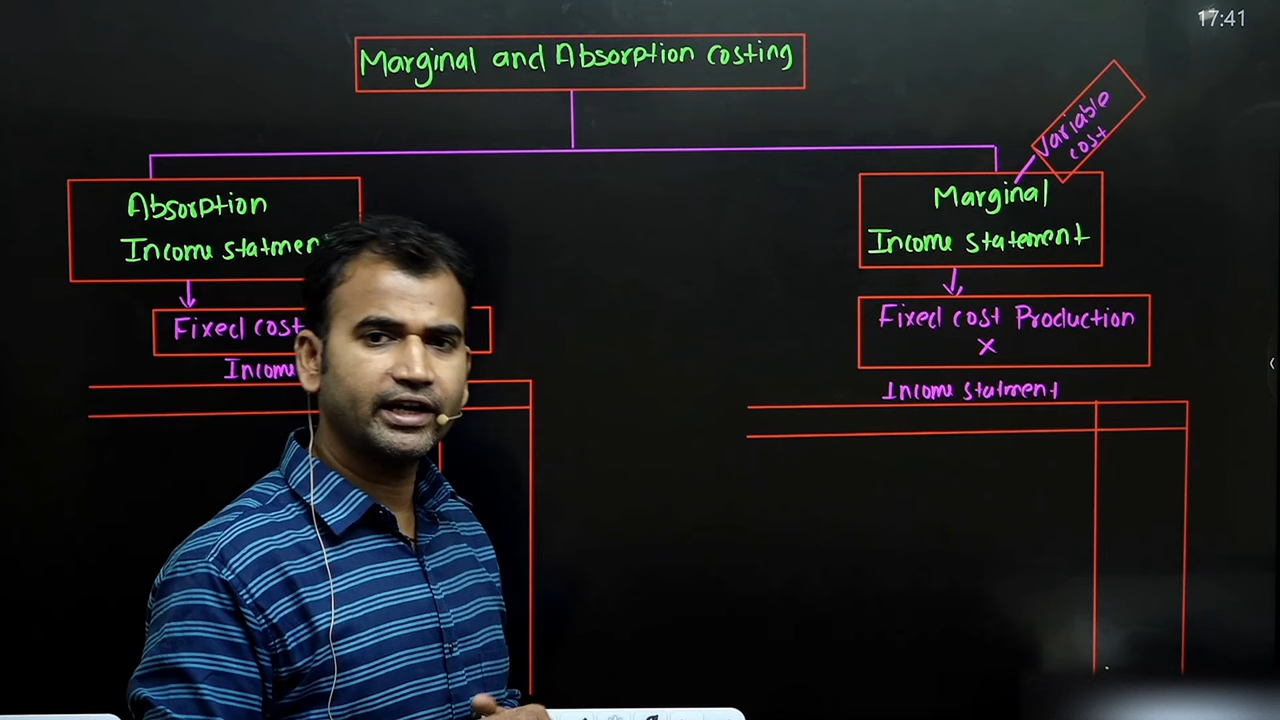 17:41
Marginal and Absorption costing
Variable
cost
Absorption
Income statmen
Marginal
Income statement
Fixed cost
Fixed cost Production
x
Income
Income statment